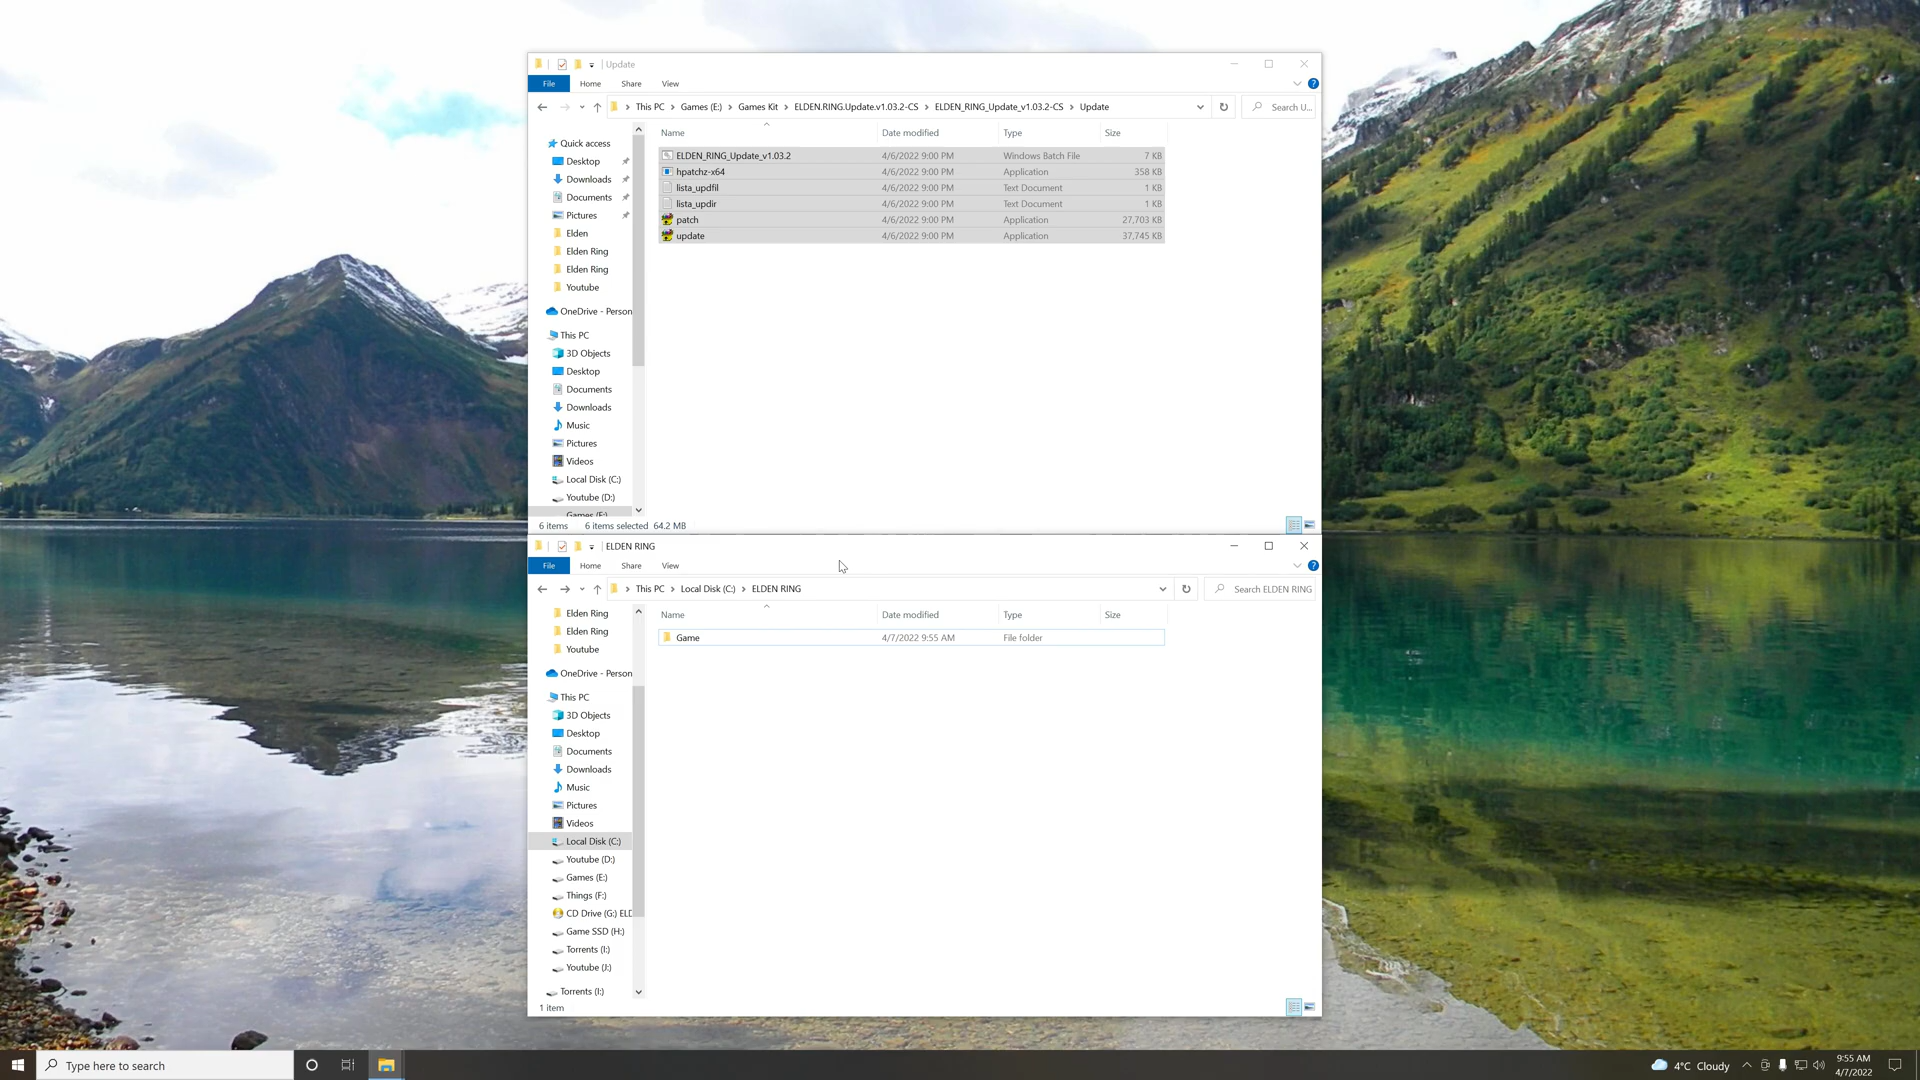 Update
File Home Share View
This PC Games (E:) Games Kit ELDEN.RING.Update.v1.03.2-CS ELDEN_RING_Update_v1.03.2-CS Update Search U...
Name Date modified Type Size
Quick access
Desktop
Downloads
Documents
Pictures
Elden
Elden Ring
Elden Ring
Youtube
OneDrive - Person
This PC
3D Objects
Desktop
Documents
Downloads
Music
Pictures
Videos
Local Disk (C:)
Youtube (D:)
Games (E:)
ELDEN_RING_Update_v1.03.2 4/6/2022 9:00 PM Windows Batch File 7 KB
hpatchz-x64 4/6/2022 9:00 PM Application 358 KB
lista_updfil 4/6/2022 9:00 PM Text Document 1 KB
lista_updir 4/6/2022 9:00 PM Text Document 1 KB
patch 4/6/2022 9:00 PM Application 27,703 KB
update 4/6/2022 9:00 PM Application 37,745 KB
6 items 6 items selected 64.2 MB
ELDEN RING
File Home Share View
This PC Local Disk (C:) ELDEN RING Search ELDEN RING
Name Date modified Type Size
Elden Ring
Elden Ring
Youtube
OneDrive - Person
This PC
3D Objects
Desktop
Documents
Downloads
Music
Pictures
Videos
Local Disk (C:)
Youtube (D:)
Games (E:)
Things (F:)
CD Drive (G:) ELD
Game SSD (H:)
Torrents (I:)
Youtube (J:)
Torrents (I:)
Game 4/7/2022 9:55 AM File folder
1 item
Type here to search
4°C Cloudy
9:55 AM
4/7/2022